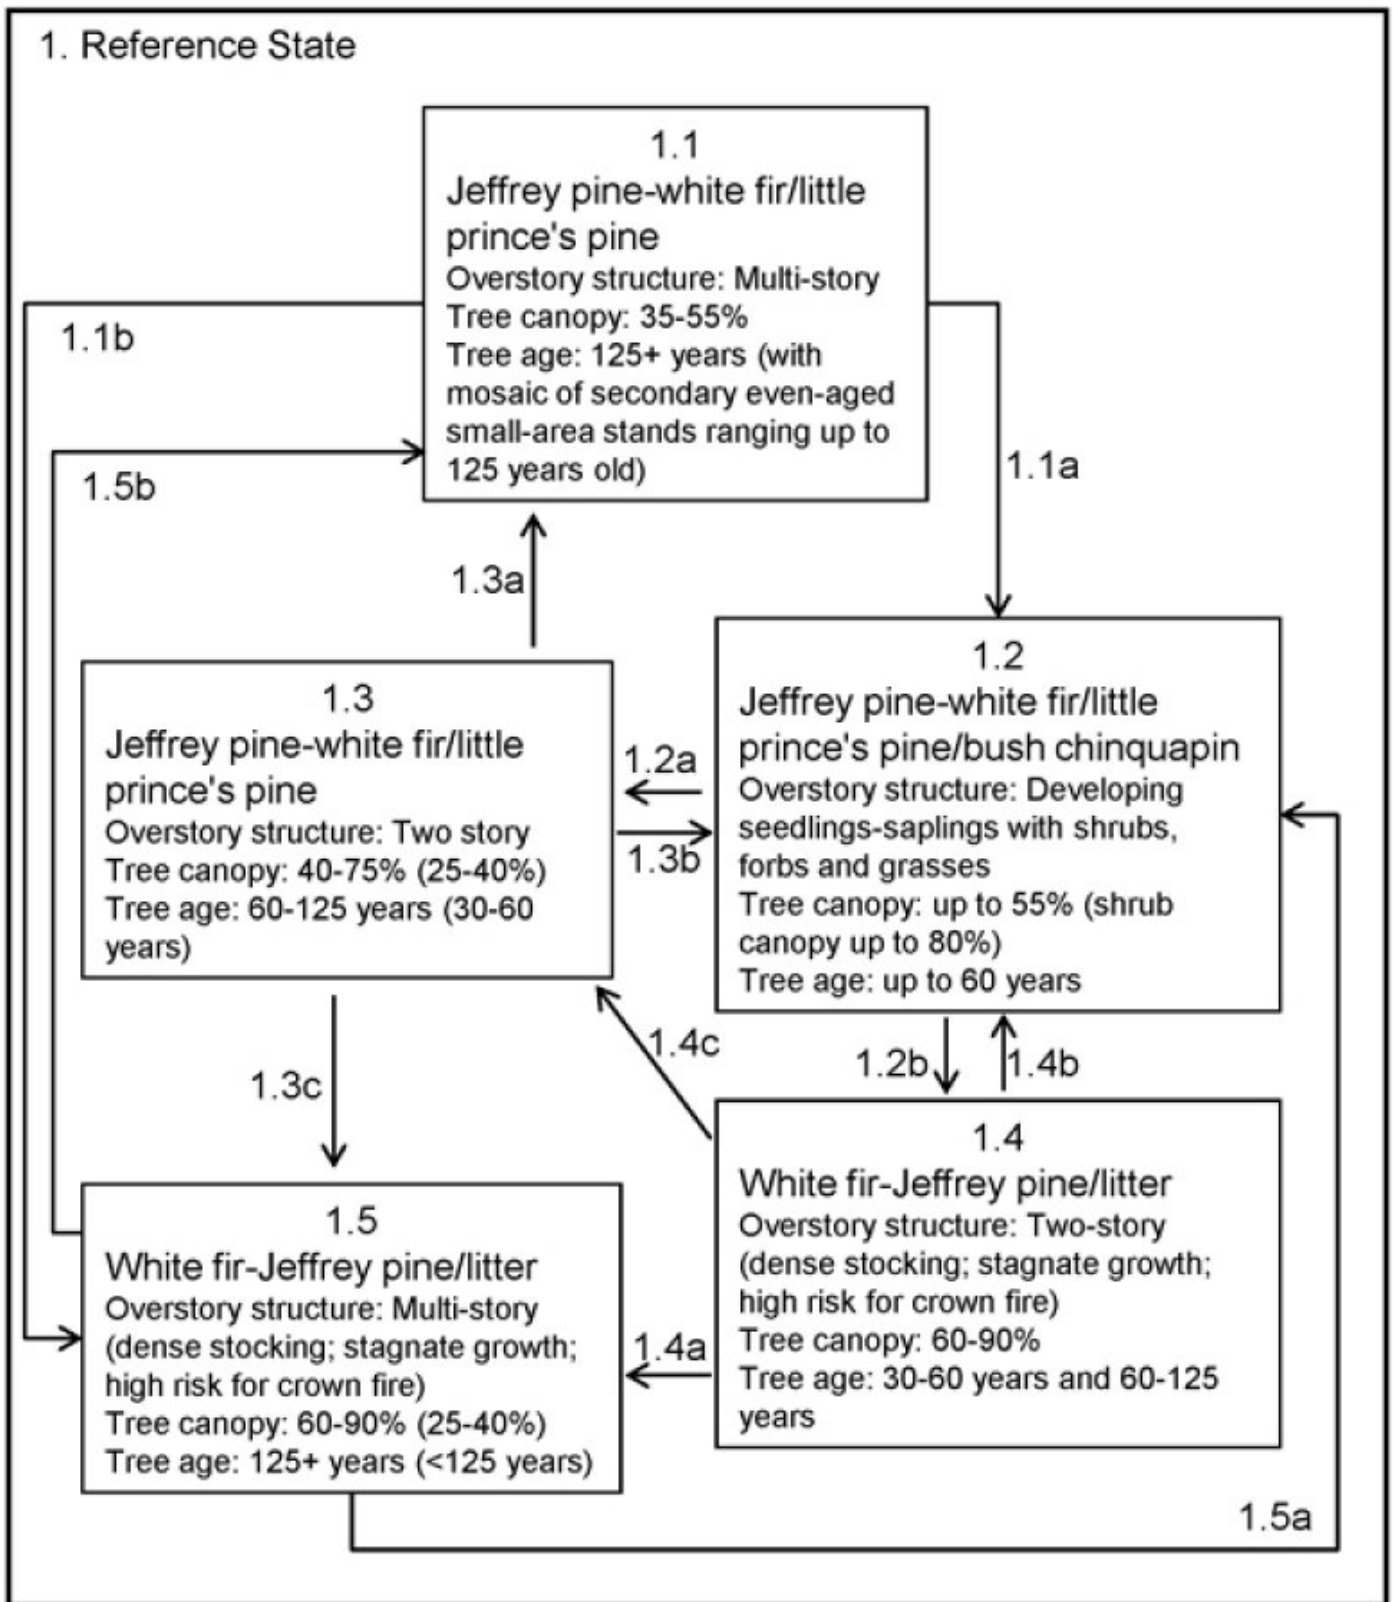 1. Reference State
1.1
Jeffrey pine-white fir/little
prince's pine
Overstory structure: Multi-story
Tree canopy: 35-55%
Tree age: 125+ years (with
mosaic of secondary even-aged
small-area stands ranging up to
125 years old)
1.1b
1.5b
1.1a
1.3a
1.2
Jeffrey pine-white fir/little
prince's pine/bush chinquapin
Overstory structure: Developing
seedlings-saplings with shrubs,
forbs and grasses
Tree canopy: up to 55% (shrub
canopy up to 80%)
Tree age: up to 60 years
1.3
Jeffrey pine-white fir/little
prince's pine
Overstory structure: Two story
Tree canopy: 40-75% (25-40%)
Tree age: 60-125 years (30-60
years)
1.2a
1.3b
1.4c
1.2b
1.4b
1.3c
1.4
White fir-Jeffrey pine/litter
Overstory structure: Two-story
(dense stocking; stagnate growth;
high risk for crown fire)
Tree canopy: 60-90%
Tree age: 30-60 years and 60-125
years
1.5
White fir-Jeffrey pine/litter
Overstory structure: Multi-story
(dense stocking; stagnate growth;
high risk for crown fire)
Tree canopy: 60-90% (25-40%)
Tree age: 125+ years (<125 years)
1.4a
1.5a